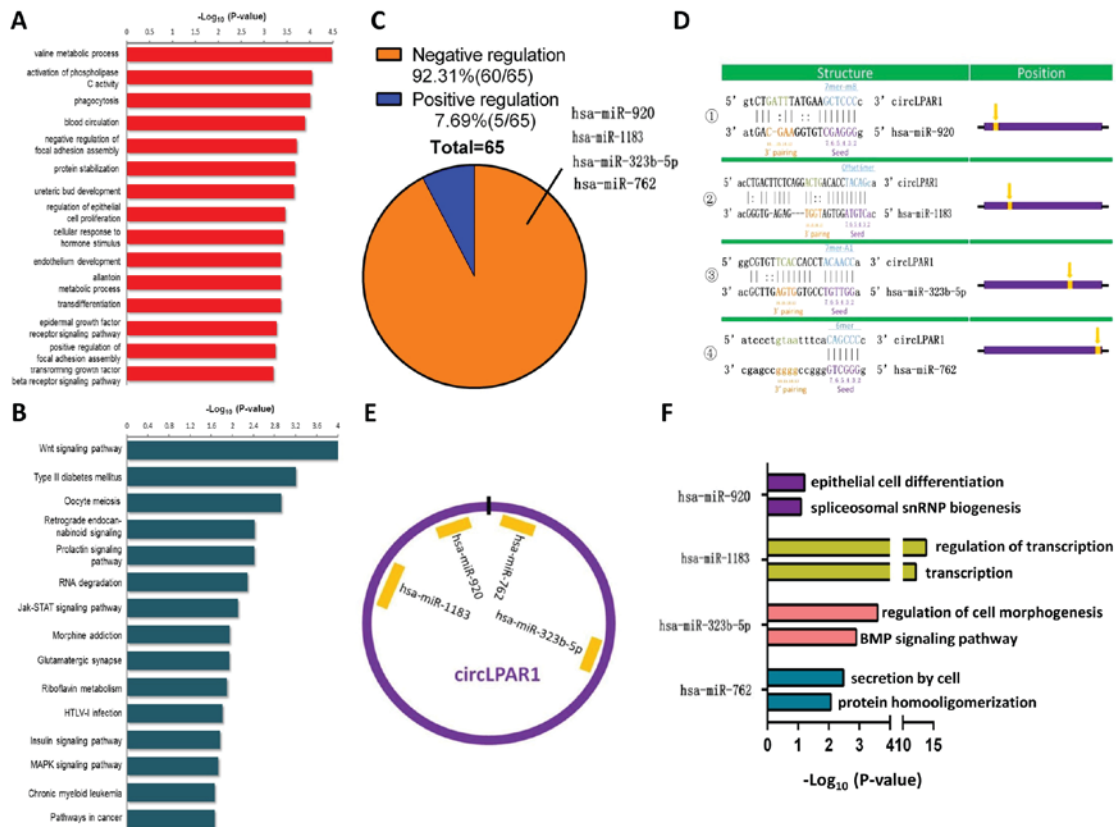 A
-Log10 (P-value)
0 0.5 1 1.5 2 2.5 3 3.5 4 4.5
valine metabolic process
activation of phospholipase
C activity
phagocytosis
blood circulation
negative regulation of
focal adhesion assembly
protein stabilization
ureteric bud development
regulation of epithelial
cell proliferation
cellular response to
hormone stimulus
endothelium development
allantoin
metabolic process
transdifferentiation
epidermal growth factor
receptor signaling pathway
positive regulation of
focal adhesion assembly
transforming growth factor
beta receptor signaling pathway
B
-Log10 (P-value)
0 0.4 0.8 1.2 1.6 2 2.4 2.8 3.2 3.6 4
Wnt signaling pathway
Type II diabetes mellitus
Oocyte meiosis
Retrograde endocan-
nabinoid signaling
Prolactin signaling
pathway
RNA degradation
Jak-STAT signaling pathway
Morphine addiction
Glutamatergic synapse
Riboflavin metabolism
HTLV-I infection
Insulin signaling pathway
MAPK signaling pathway
Chronic myeloid leukemia
Pathways in cancer
C
Negative regulation
92.31%(60/65)
Positive regulation
7.69%(5/65)
Total=65
hsa-miR-920
hsa-miR-1183
hsa-miR-323b-5p
hsa-miR-762
D
Structure Position
7mer-m8
① 5' gtCTGATTTATGAAGCTCCCc 3' circLPAR1
3' atGAC-GAAGGTGTCGAGGGg 5' hsa-miR-920
3' pairing Seed
Offset 6mer
② 5' acCTGACTTCTCAGGACTGACACCTACAGca 3' circLPAR1
3' acGGGTG-AGAG---TGGTAGTGGATGTCac 5' hsa-miR-1183
3' pairing Seed
7mer-A1
③ 5' ggCGTGTTCACCACCTACAACCa 3' circLPAR1
3' acGCTTGAGTGGTGCCTGTTGGa 5' hsa-miR-323b-5p
3' pairing Seed
6mer
④ 5' atccctgtaatttcaCAGCCCc 3' circLPAR1
3' cgagccggggccgggGTCGGGg 5' hsa-miR-762
3' pairing Seed
E
hsa-miR-920
hsa-miR-762
hsa-miR-1183
hsa-miR-323b-5p
circLPAR1
F
hsa-miR-920
epithelial cell differentiation
spliceosomal snRNP biogenesis
hsa-miR-1183
regulation of transcription
transcription
hsa-miR-323b-5p
regulation of cell morphogenesis
BMP signaling pathway
hsa-miR-762
secretion by cell
protein homooligomerization
0 1 2 3 4 10 15
-Log10 (P-value)